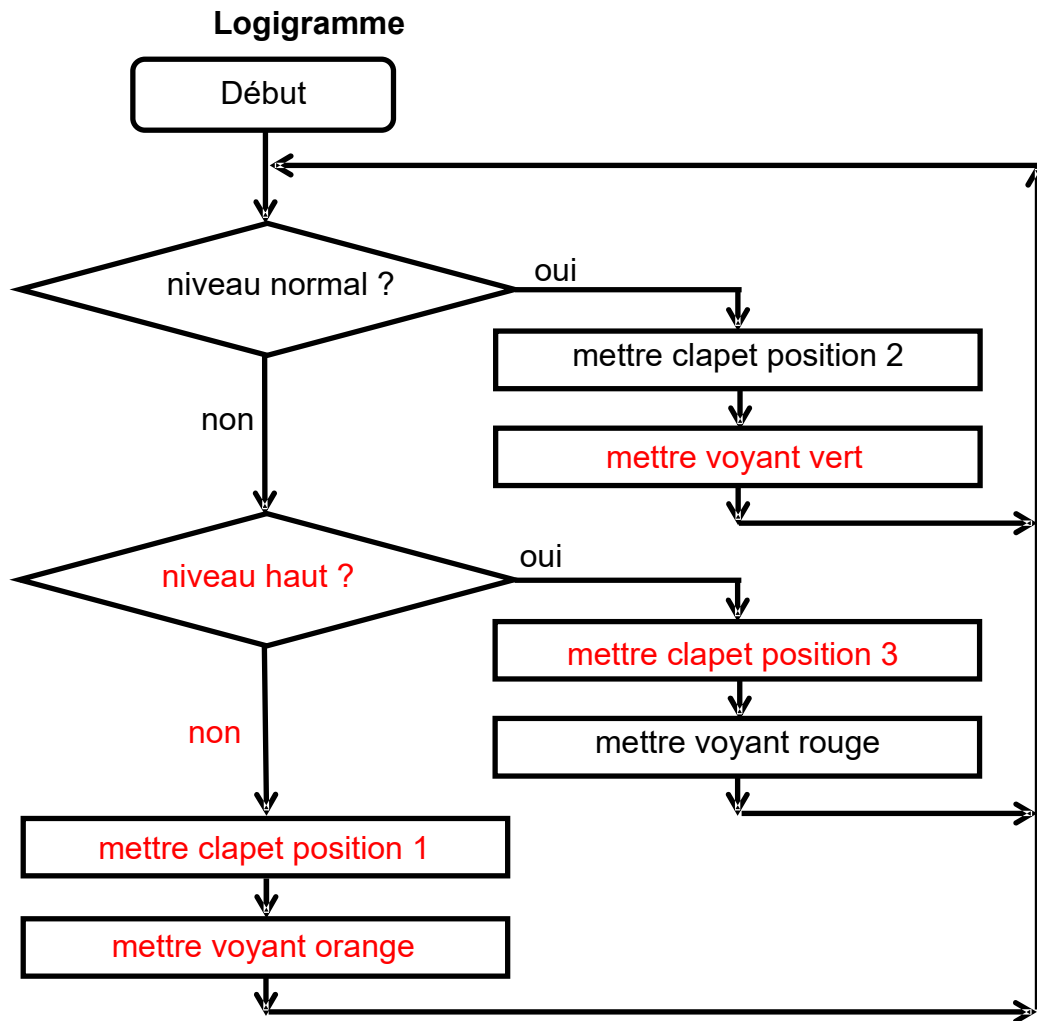 Logigramme
Début
niveau normal ?
oui
mettre clapet position 2
mettre voyant vert
non
niveau haut ?
oui
mettre clapet position 3
mettre voyant rouge
non
mettre clapet position 1
mettre voyant orange